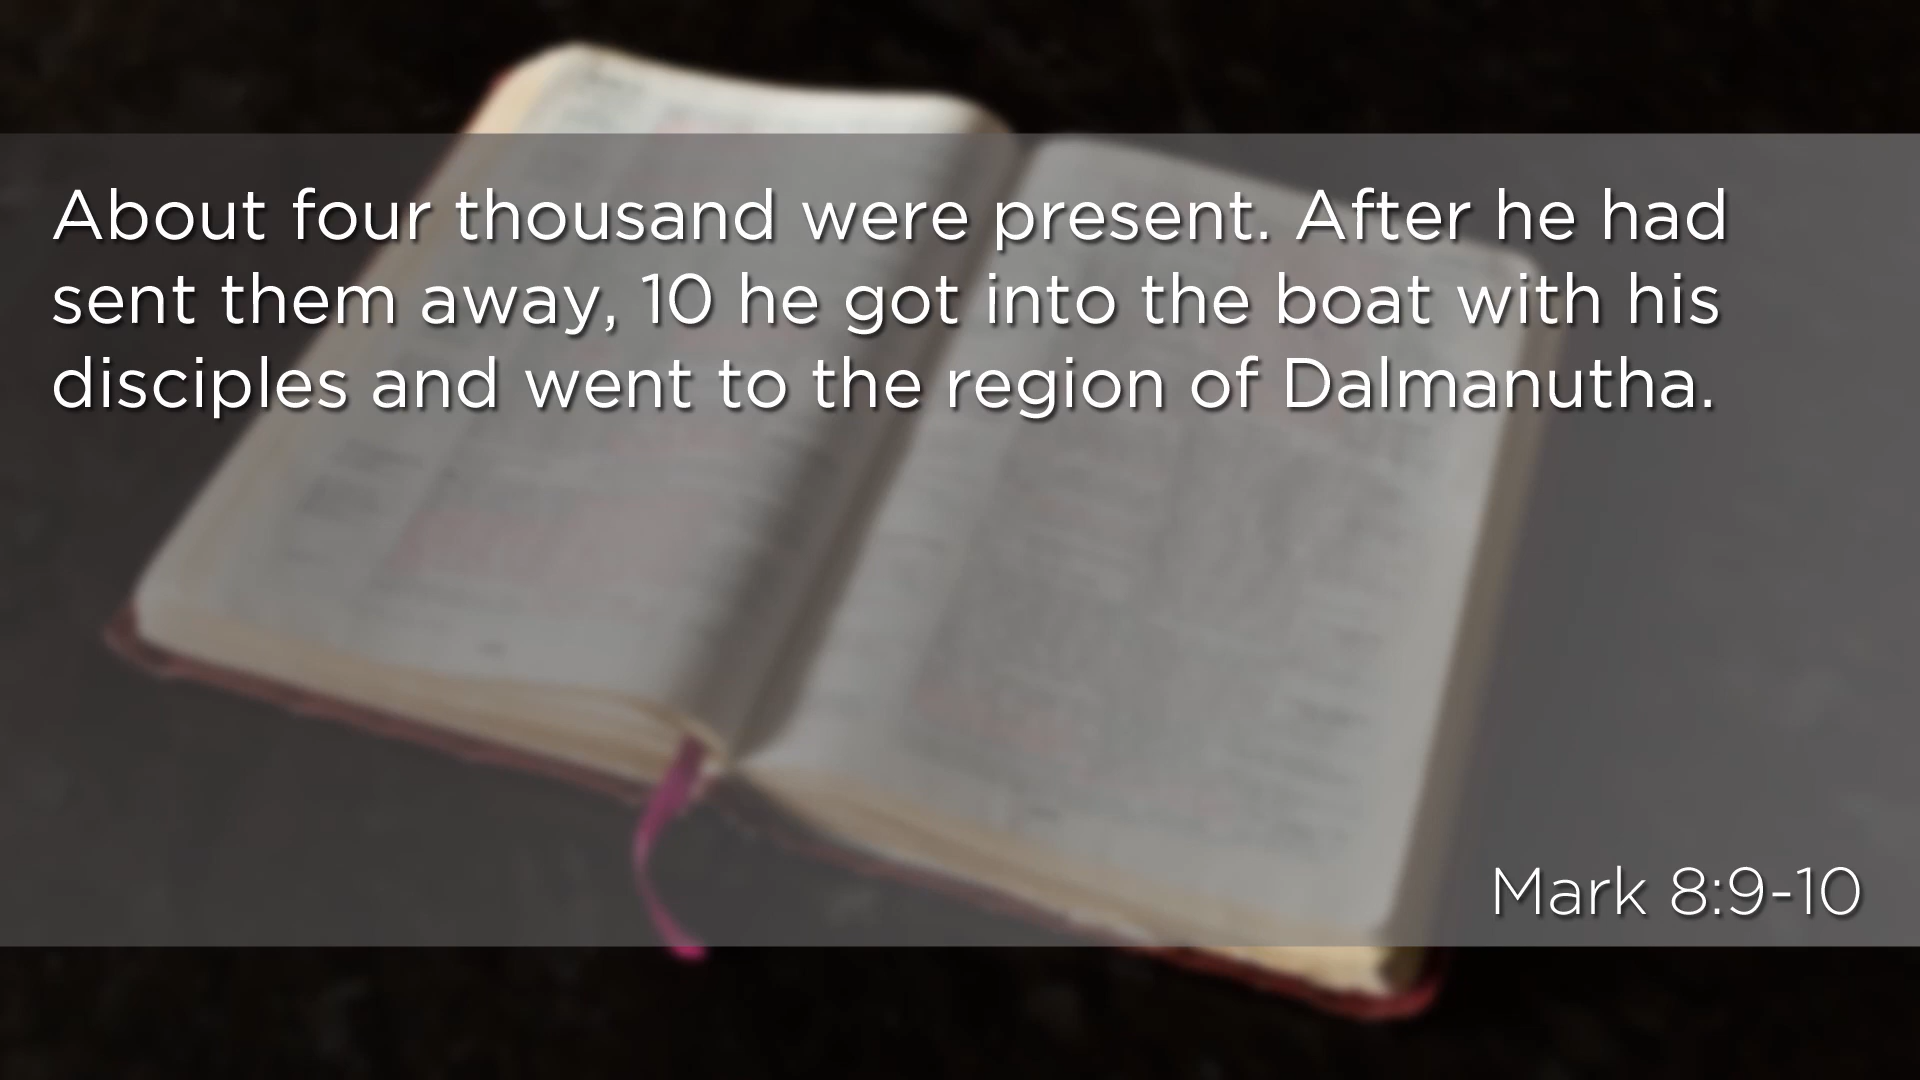 About four thousand were present. After he had
sent them away, 10 he got into the boat with his
disciples and went to the region of Dalmanutha.
Mark 8:9-10